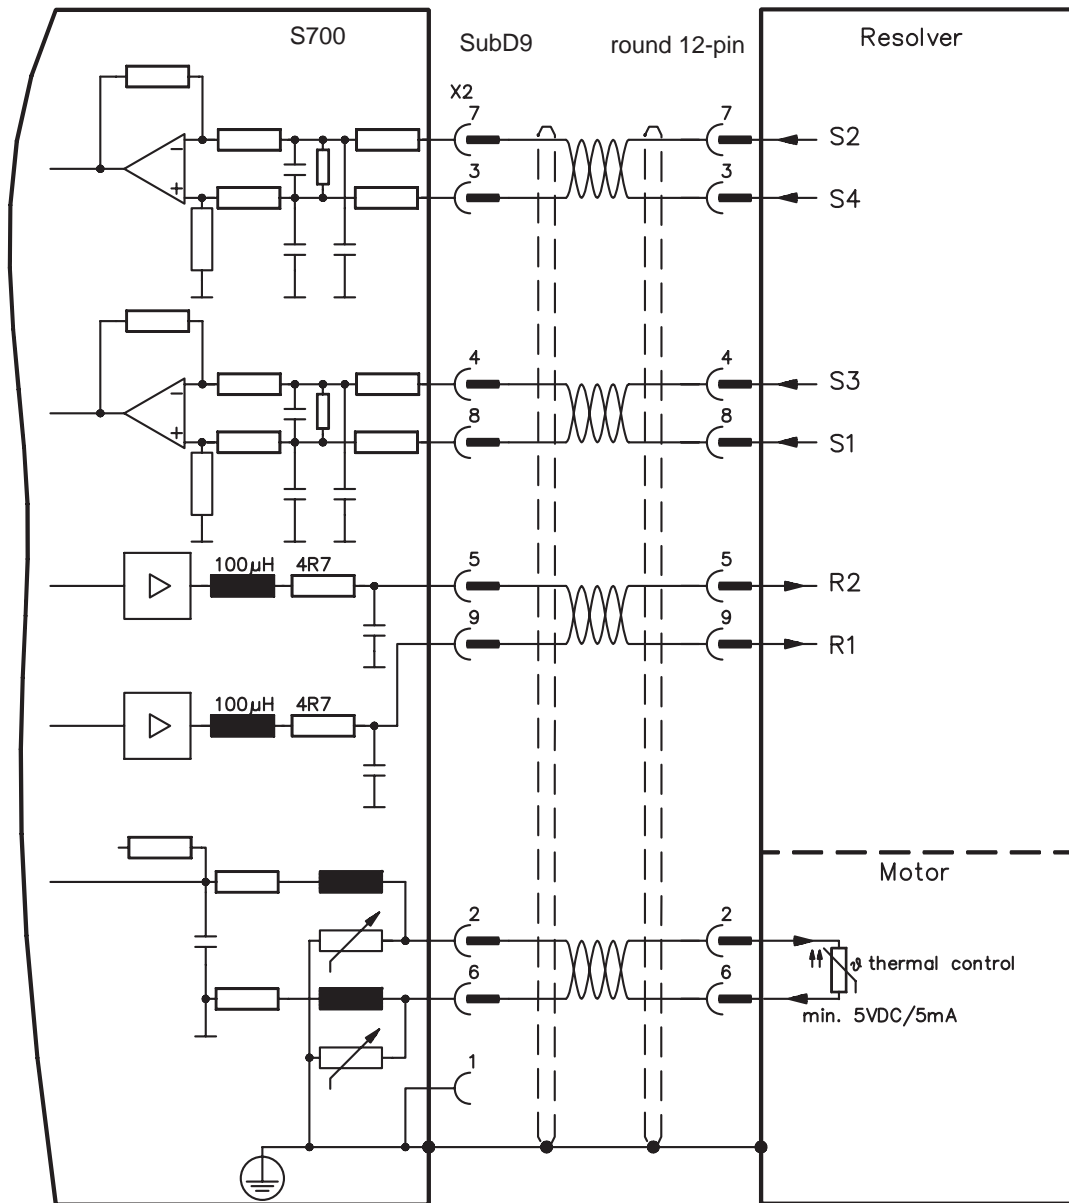 S700 SubD9 round 12-pin Resolver
X2
7 7 S2
3 3 S4
4 4 S3
8 8 S1
100µH 4R7 5 5 R2
9 9 R1
100µH 4R7
Motor
2 2
ϑ thermal control
6 6
min. 5VDC/5mA
1